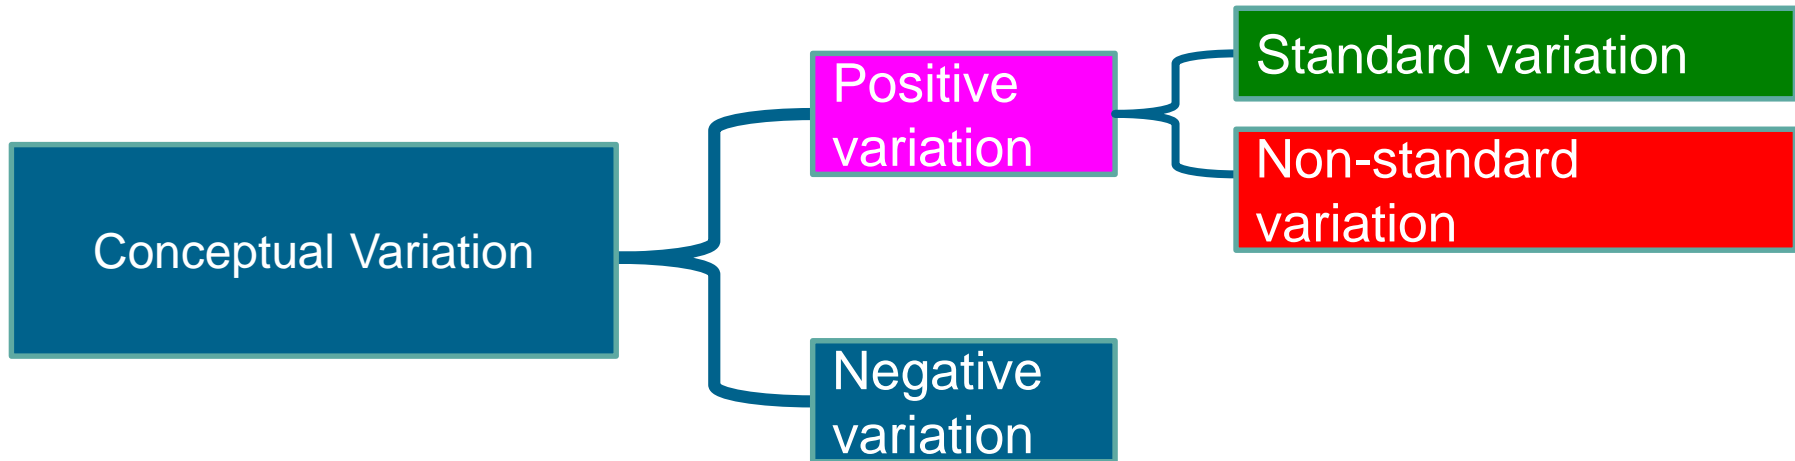 Conceptual Variation
Positive
variation
Standard variation
Non-standard
variation
Negative
variation